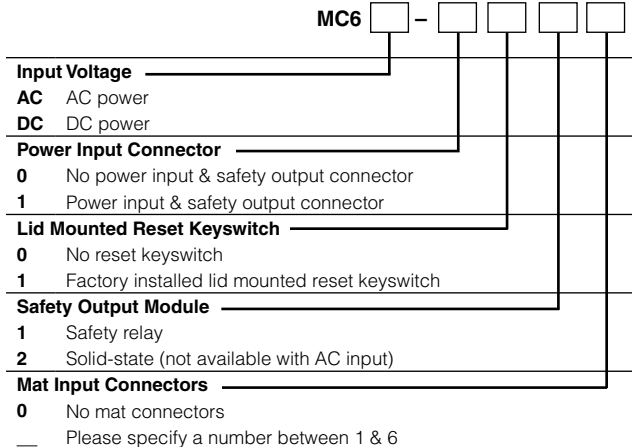 MC6 –
Input Voltage
AC AC power
DC DC power
Power Input Connector
0 No power input & safety output connector
1 Power input & safety output connector
Lid Mounted Reset Keyswitch
0 No reset keyswitch
1 Factory installed lid mounted reset keyswitch
Safety Output Module
1 Safety relay
2 Solid-state (not available with AC input)
Mat Input Connectors
0 No mat connectors
__ Please specify a number between 1 & 6